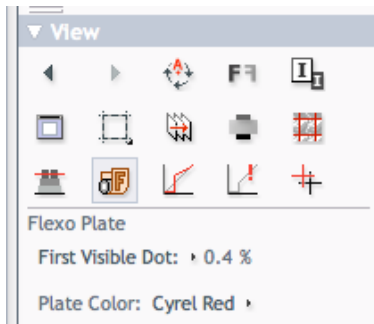 View
Flexo Plate
First Visible Dot: 0.4 %
Plate Color: Cyrel Red